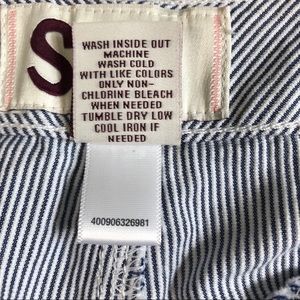 S
WASH INSIDE OUT
MACHINE
WASH COLD
WITH LIKE COLORS
ONLY NON-
CHLORINE BLEACH
WHEN NEEDED
TUMBLE DRY LOW
COOL IRON IF
NEEDED
400906326981